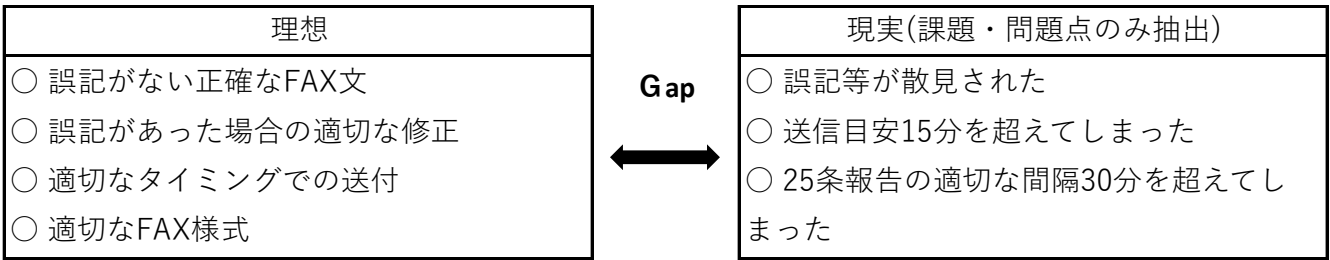 理想
○ 誤記がない正確なFAX文
○ 誤記があった場合の適切な修正
○ 適切なタイミングでの送付
○ 適切なFAX様式
Gap
現実(課題・問題点のみ抽出)
○ 誤記等が散見された
○ 送信目安15分を超えてしまった
○ 25条報告の適切な間隔30分を超えてし
まった